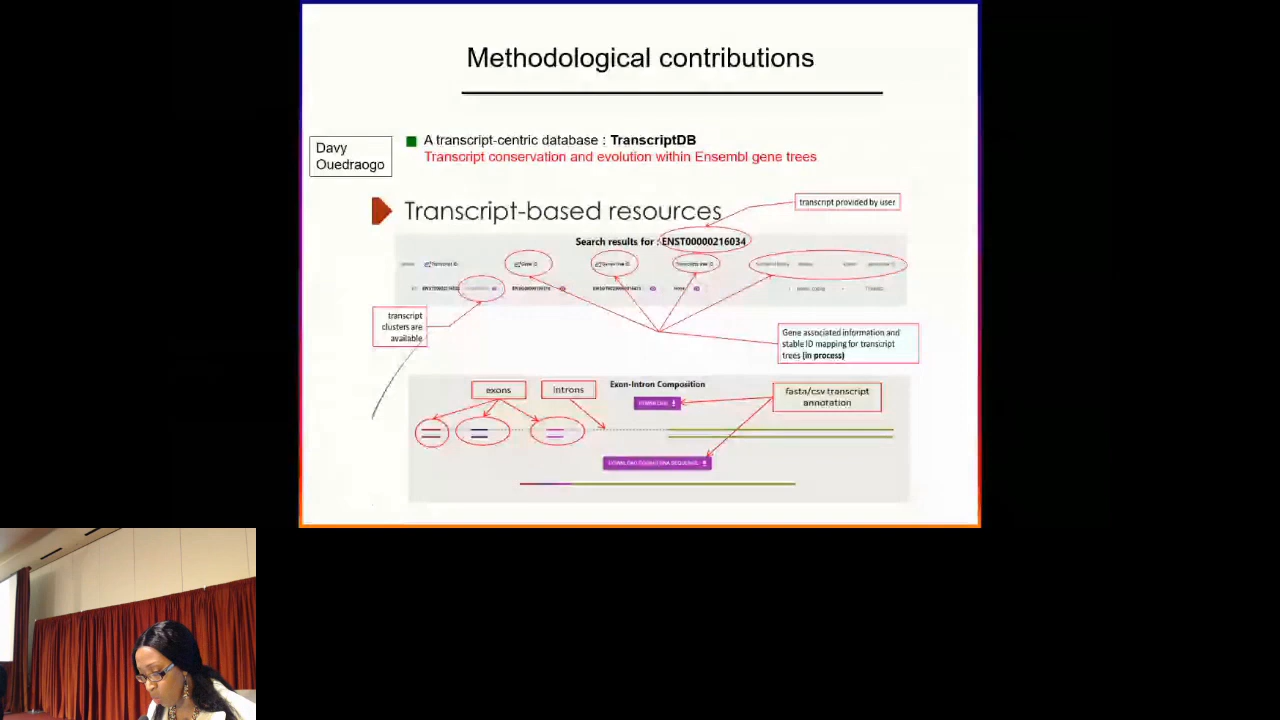 Methodological contributions
Davy
Ouedraogo
A transcript-centric database : TranscriptDB
Transcript conservation and evolution within Ensembl gene trees
Transcript-based resources
transcript provided by user
Search results for : ENST00000216034
transcript
clusters are
available
Gene associated information and
stable ID mapping for transcript
trees (in process)
exons
Introns
Exon-Intron Composition
fasta/csv transcript
annotation
DOWNLOAD